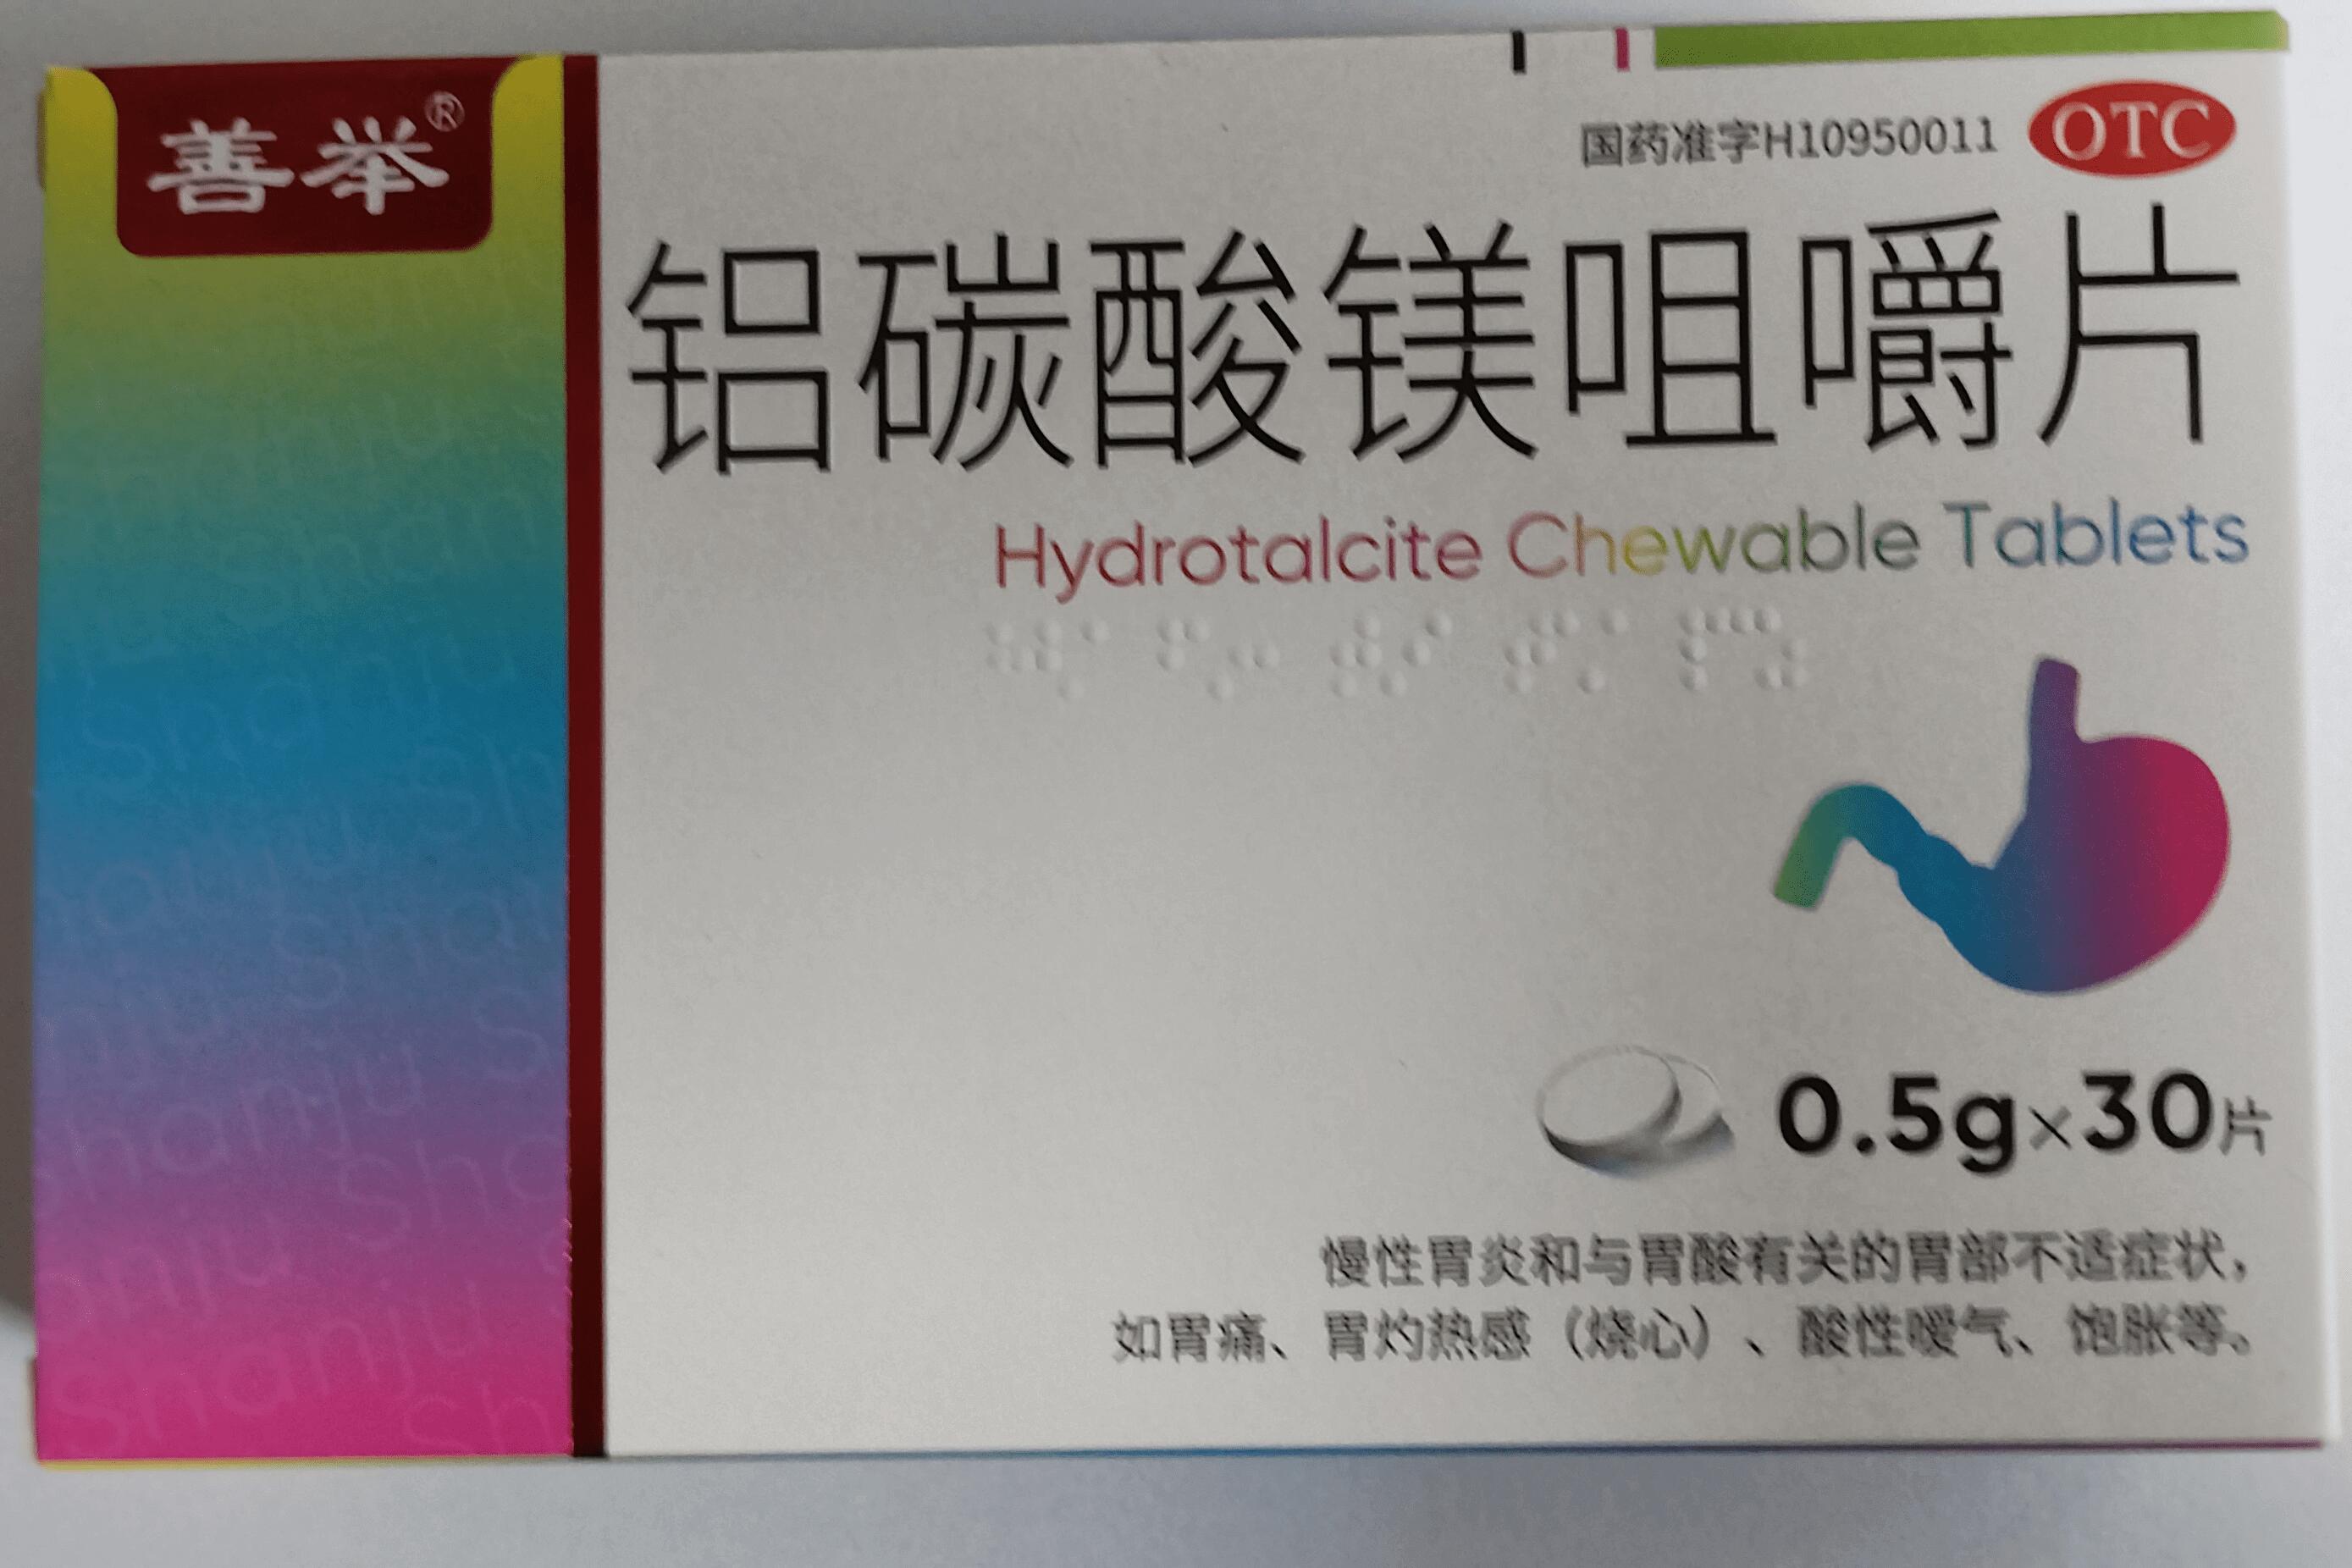 善举®
国药准字H10950011 OTC
铝碳酸镁咀嚼片
Hydrotalcite Chewable Tablets
0.5g×30片
慢性胃炎和与胃酸有关的胃部不适症状，
如胃痛、胃灼热感（烧心）、酸性嗳气、饱胀等。